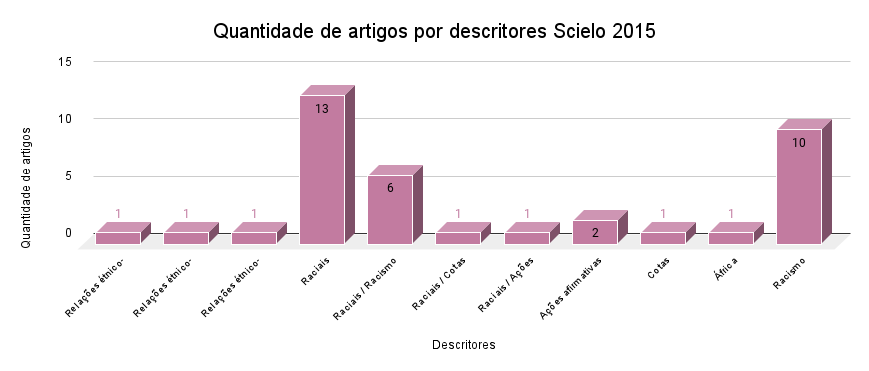 Quantidade de artigos por descritores Scielo 2015
Quantidade de artigos
15
10
5
0
1
1
1
13
6
1
1
2
1
1
10
Relações étnico-
Relações étnico-
Relações étnico-
Raciais
Raciais / Racismo
Raciais / Cotas
Raciais / Ações
Ações afirmativas
Cotas
África
Racismo
Descritores